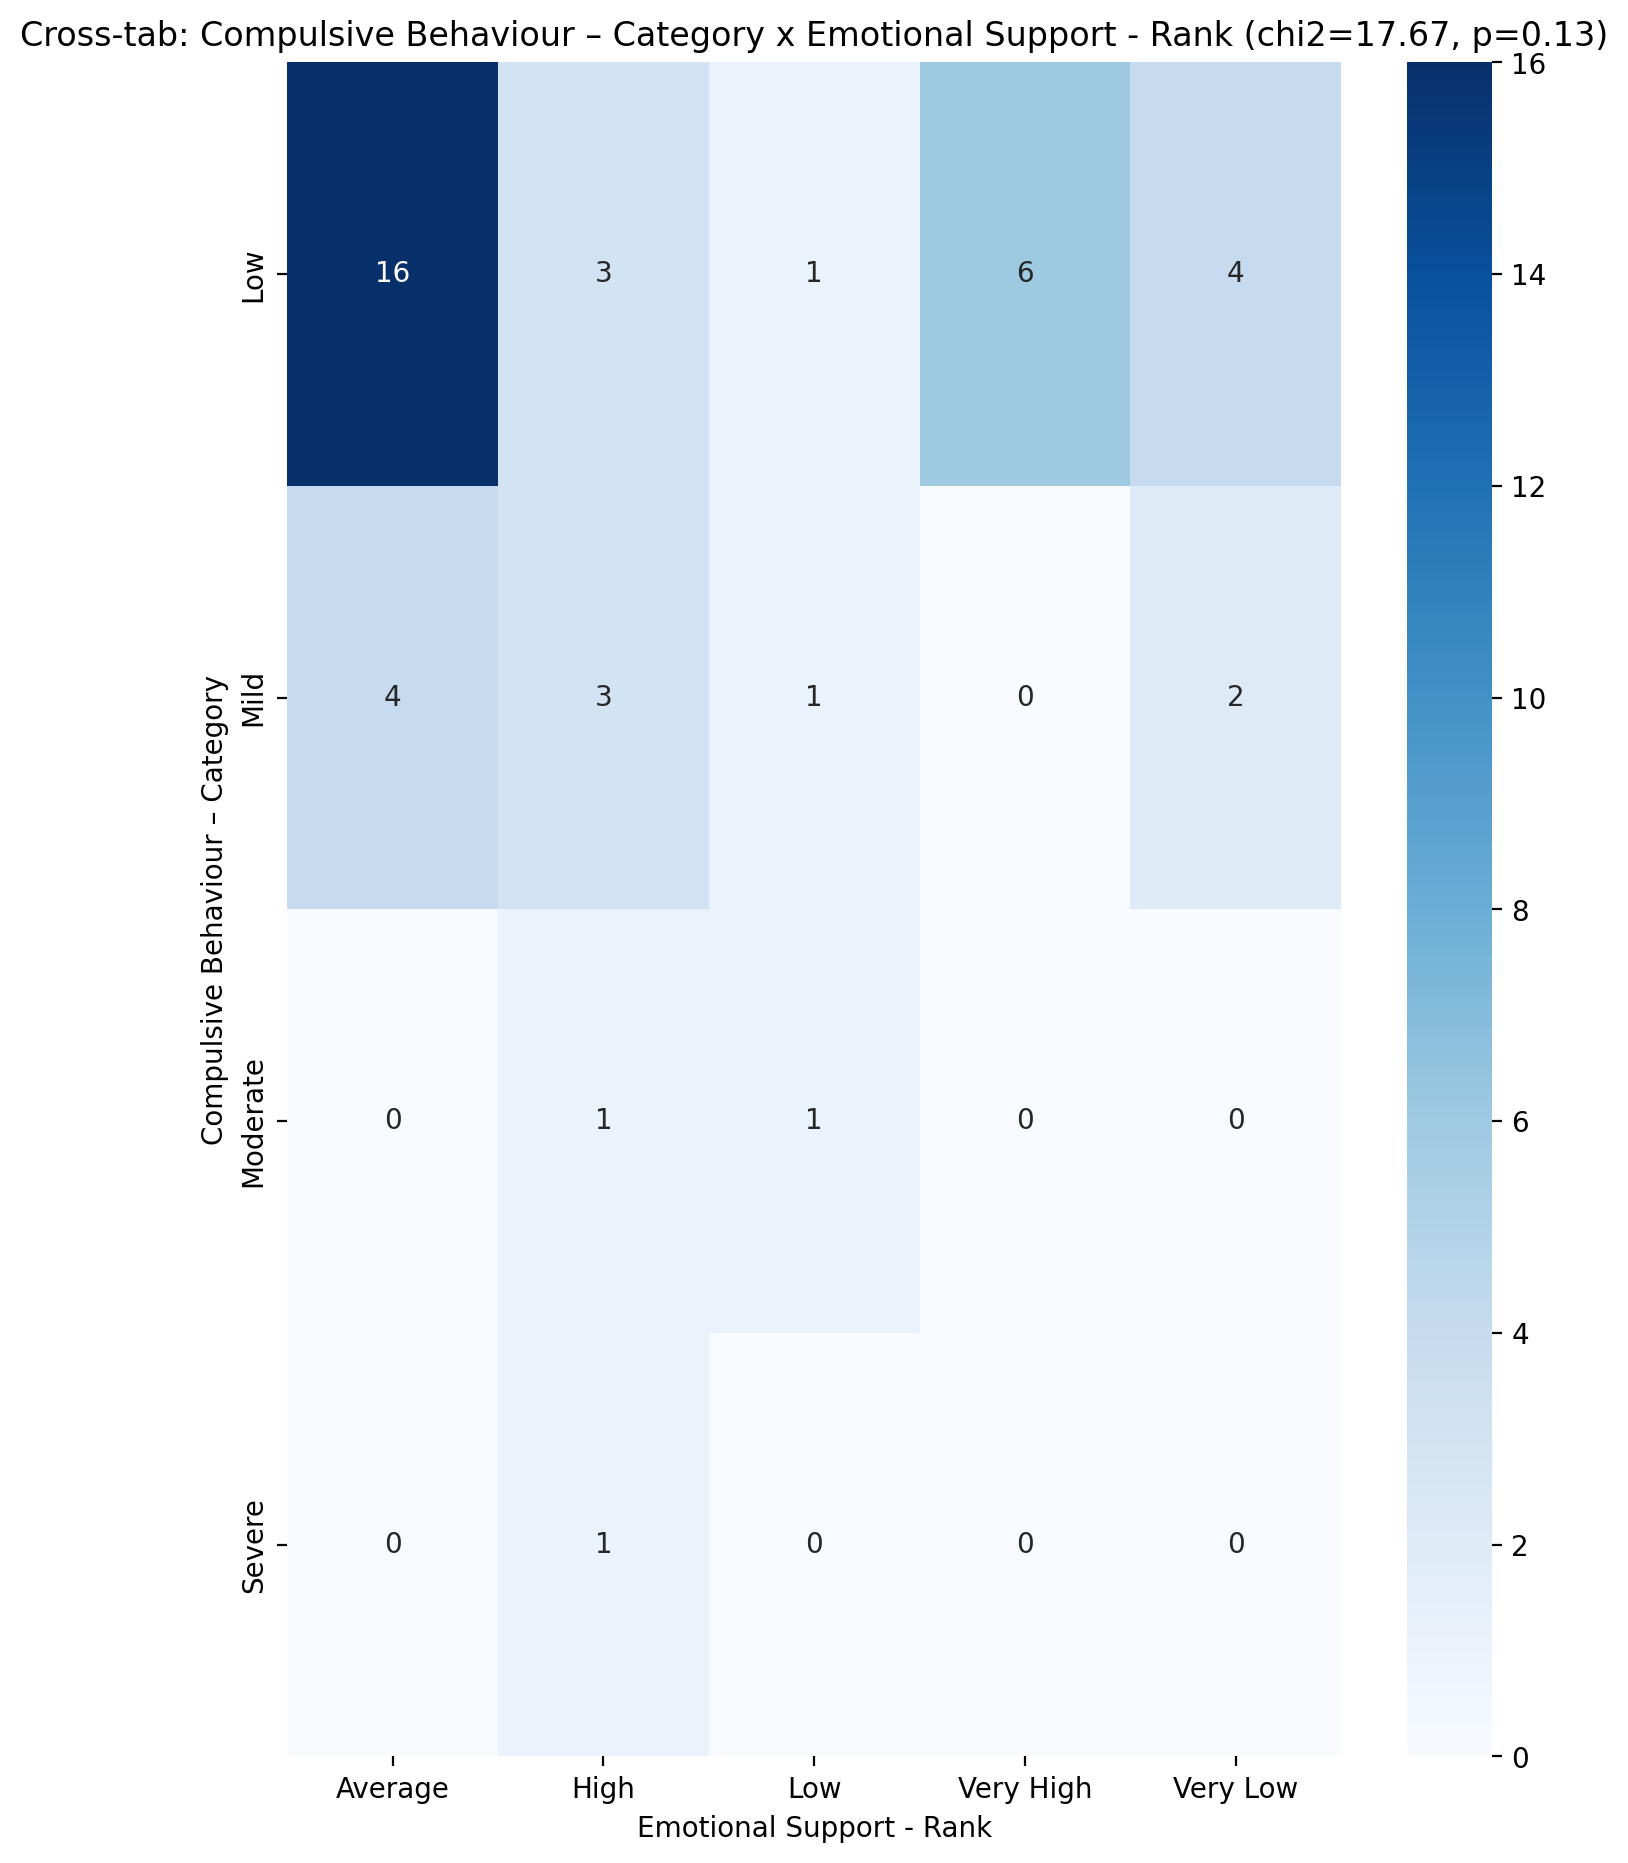 Cross-tab: Compulsive Behaviour – Category x Emotional Support - Rank (chi2=17.67, p=0.13)
Compulsive Behaviour – Category
Low
16 3 1 6 4
Mild
4 3 1 0 2
Moderate
0 1 1 0 0
Severe
0 1 0 0 0
Average High Low Very High Very Low
Emotional Support - Rank
16
14
12
10
8
6
4
2
0